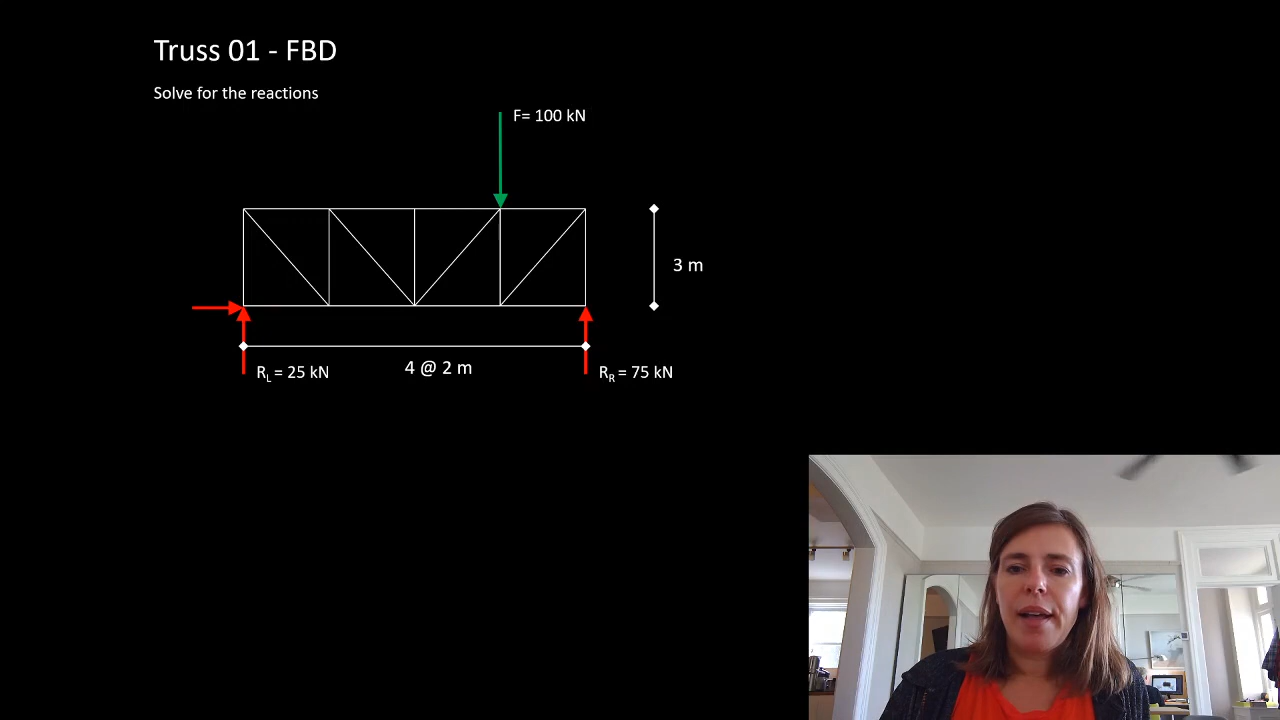 Truss 01 - FBD
Solve for the reactions
F= 100 kN
3 m
4 @ 2 m
RL = 25 kN
RR = 75 kN